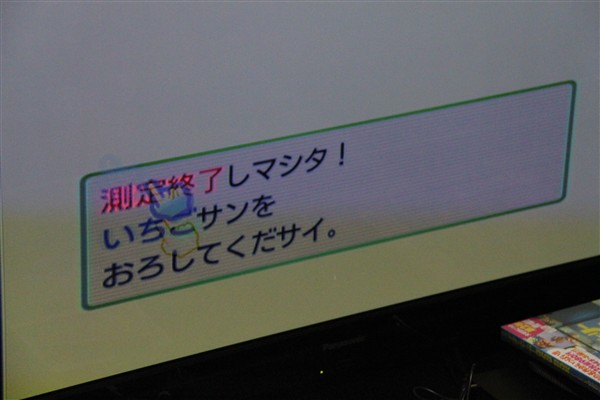 測定終了しマシタ！
いちごサンを
おろしてくだサイ。